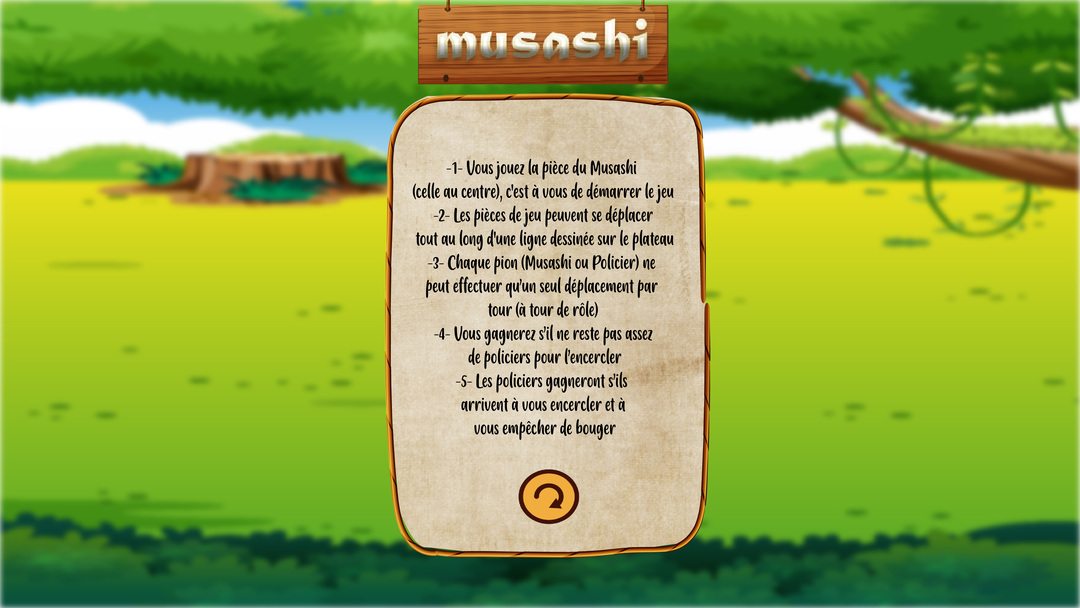 musashi
-1- Vous jouez la pièce du Musashi
(celle au centre), c'est à vous de démarrer le jeu
-2- Les pièces de jeu peuvent se déplacer
tout au long d'une ligne dessinée sur le plateau
-3- Chaque pion (Musashi ou Policier) ne
peut effectuer qu'un seul déplacement par
tour (à tour de rôle)
-4- Vous gagnerez s'il ne reste pas assez
de policiers pour l'encercler
-5- Les policiers gagneront s'ils
arrivent à vous encercler et à
vous empêcher de bouger